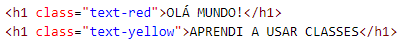 <h1 class="text-red">OLÁ MUNDO!</h1>
<h1 class="text-yellow">APRENDI A USAR CLASSES</h1>